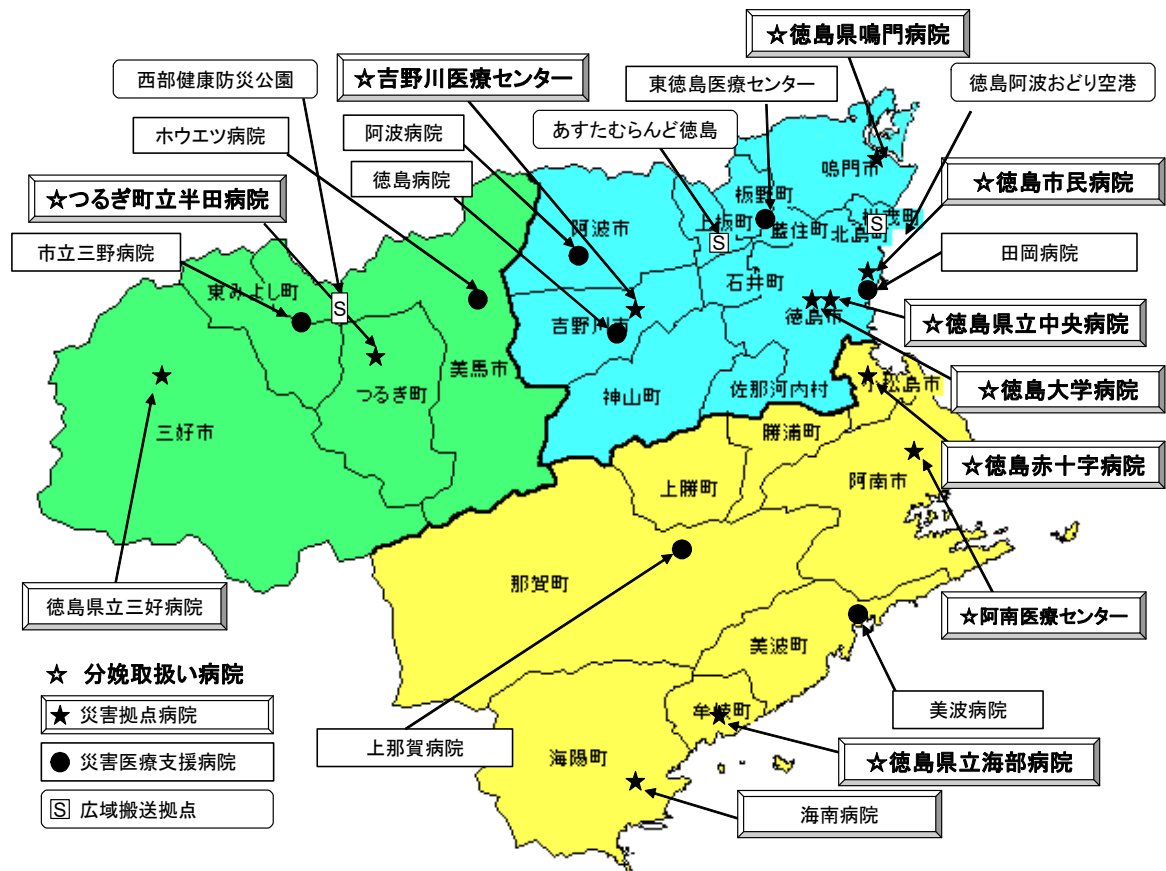 ☆徳島県鳴門病院
西部健康防災公園
☆吉野川医療センター
東徳島医療センター
徳島阿波おどり空港
ホウエツ病院
阿波病院
あすたむらんど徳島
徳島病院
☆つるぎ町立半田病院
☆徳島市民病院
市立三野病院
田岡病院
☆徳島県立中央病院
☆徳島大学病院
☆徳島赤十字病院
☆阿南医療センター
徳島県立三好病院
美波病院
上那賀病院
☆徳島県立海部病院
海南病院
鳴門市
板野町
上板町
藍住町
北島町
S
S
阿波市
石井町
東みよし町
S
吉野川市
徳島市
美馬市
つるぎ町
神山町
佐那河内村
小松島市
三好市
勝浦町
上勝町
阿南市
那賀町
美波町
牟岐町
海陽町
☆ 分娩取扱い病院
★ 災害拠点病院
● 災害医療支援病院
S 広域搬送拠点